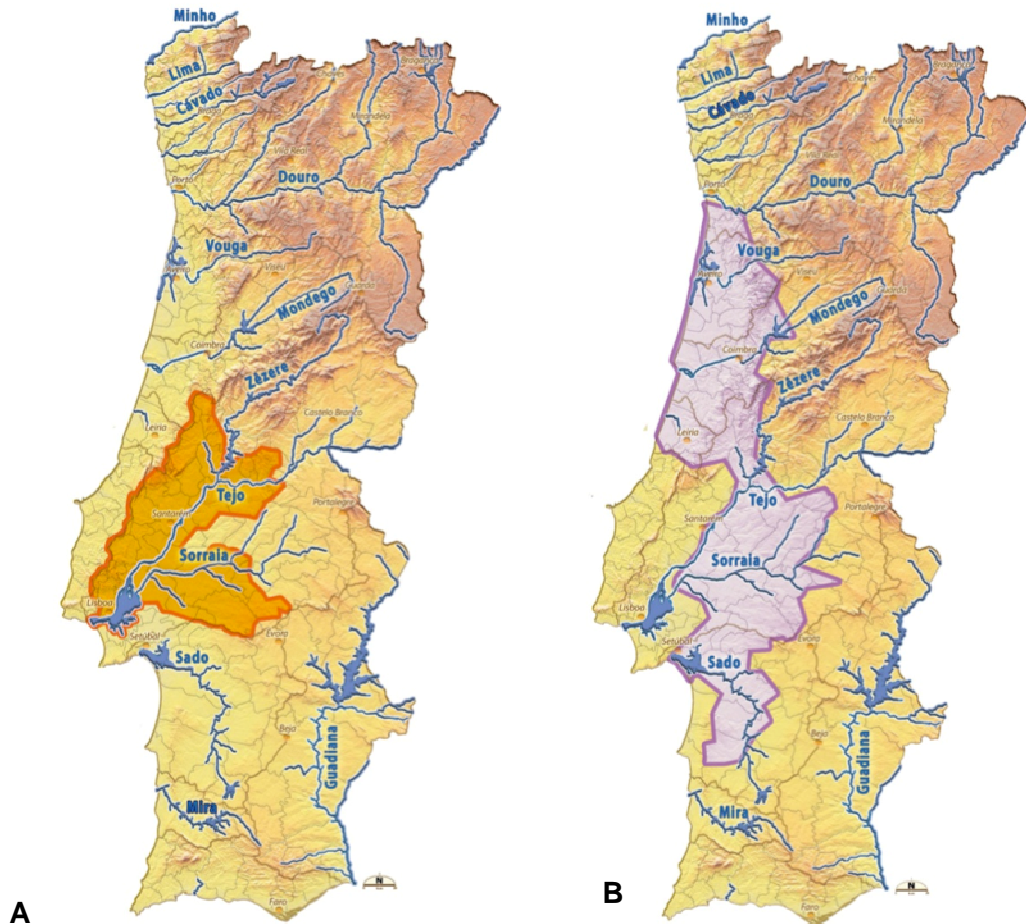 Minho
Lima
Cávado
Braga
Chaves
Bragança
Mirandela
Vila Real
Porto
Douro
Vouga
Aveiro
Viseu
Mondego
Guarda
Coimbra
Zêzere
Castelo Branco
Leiria
Tejo
Portalegre
Santarém
Sorraia
Lisboa
Setúbal
Évora
Sado
Beja
Guadiana
Mira
N
Faro
A
Minho
Lima
Cávado
Braga
Chaves
Bragança
Mirandela
Vila Real
Porto
Douro
Vouga
Aveiro
Viseu
Mondego
Guarda
Coimbra
Zêzere
Castelo Branco
Leiria
Tejo
Portalegre
Santarém
Sorraia
Lisboa
Setúbal
Évora
Sado
Beja
Guadiana
Mira
N
Faro
B